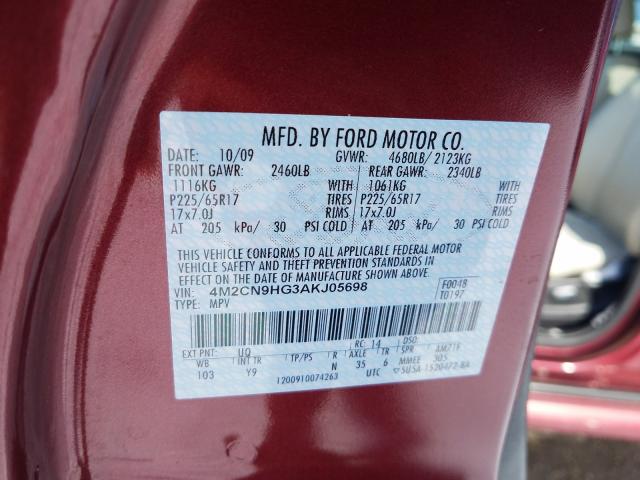 MFD. BY FORD MOTOR CO.
DATE: 10/09 GVWR: 4680LB/ 2123KG
FRONT GAWR: 2460LB REAR GAWR: 2340LB
1116KG WITH 1061KG WITH
P225/65R17 TIRES P225/65R17 TIRES
17x7.0J RIMS 17x7.0J RIMS
AT 205 kPa/ 30 PSI COLD AT 205 kPa/ 30 PSI COLD
THIS VEHICLE CONFORMS TO ALL APPLICABLE FEDERAL MOTOR
VEHICLE SAFETY AND THEFT PREVENTION STANDARDS IN
EFFECT ON THE DATE OF MANUFACTURE SHOWN ABOVE.
VIN: 4M2CN9HG3AKJ05698 F0048
TYPE: MPV T0197
EXT PNT: UQ RC: 14 DSO:
WB INT TR TP/PS R AXLE TR SPR
103 Y9 N 35 6 MMEE 305
1200910074263 UTC